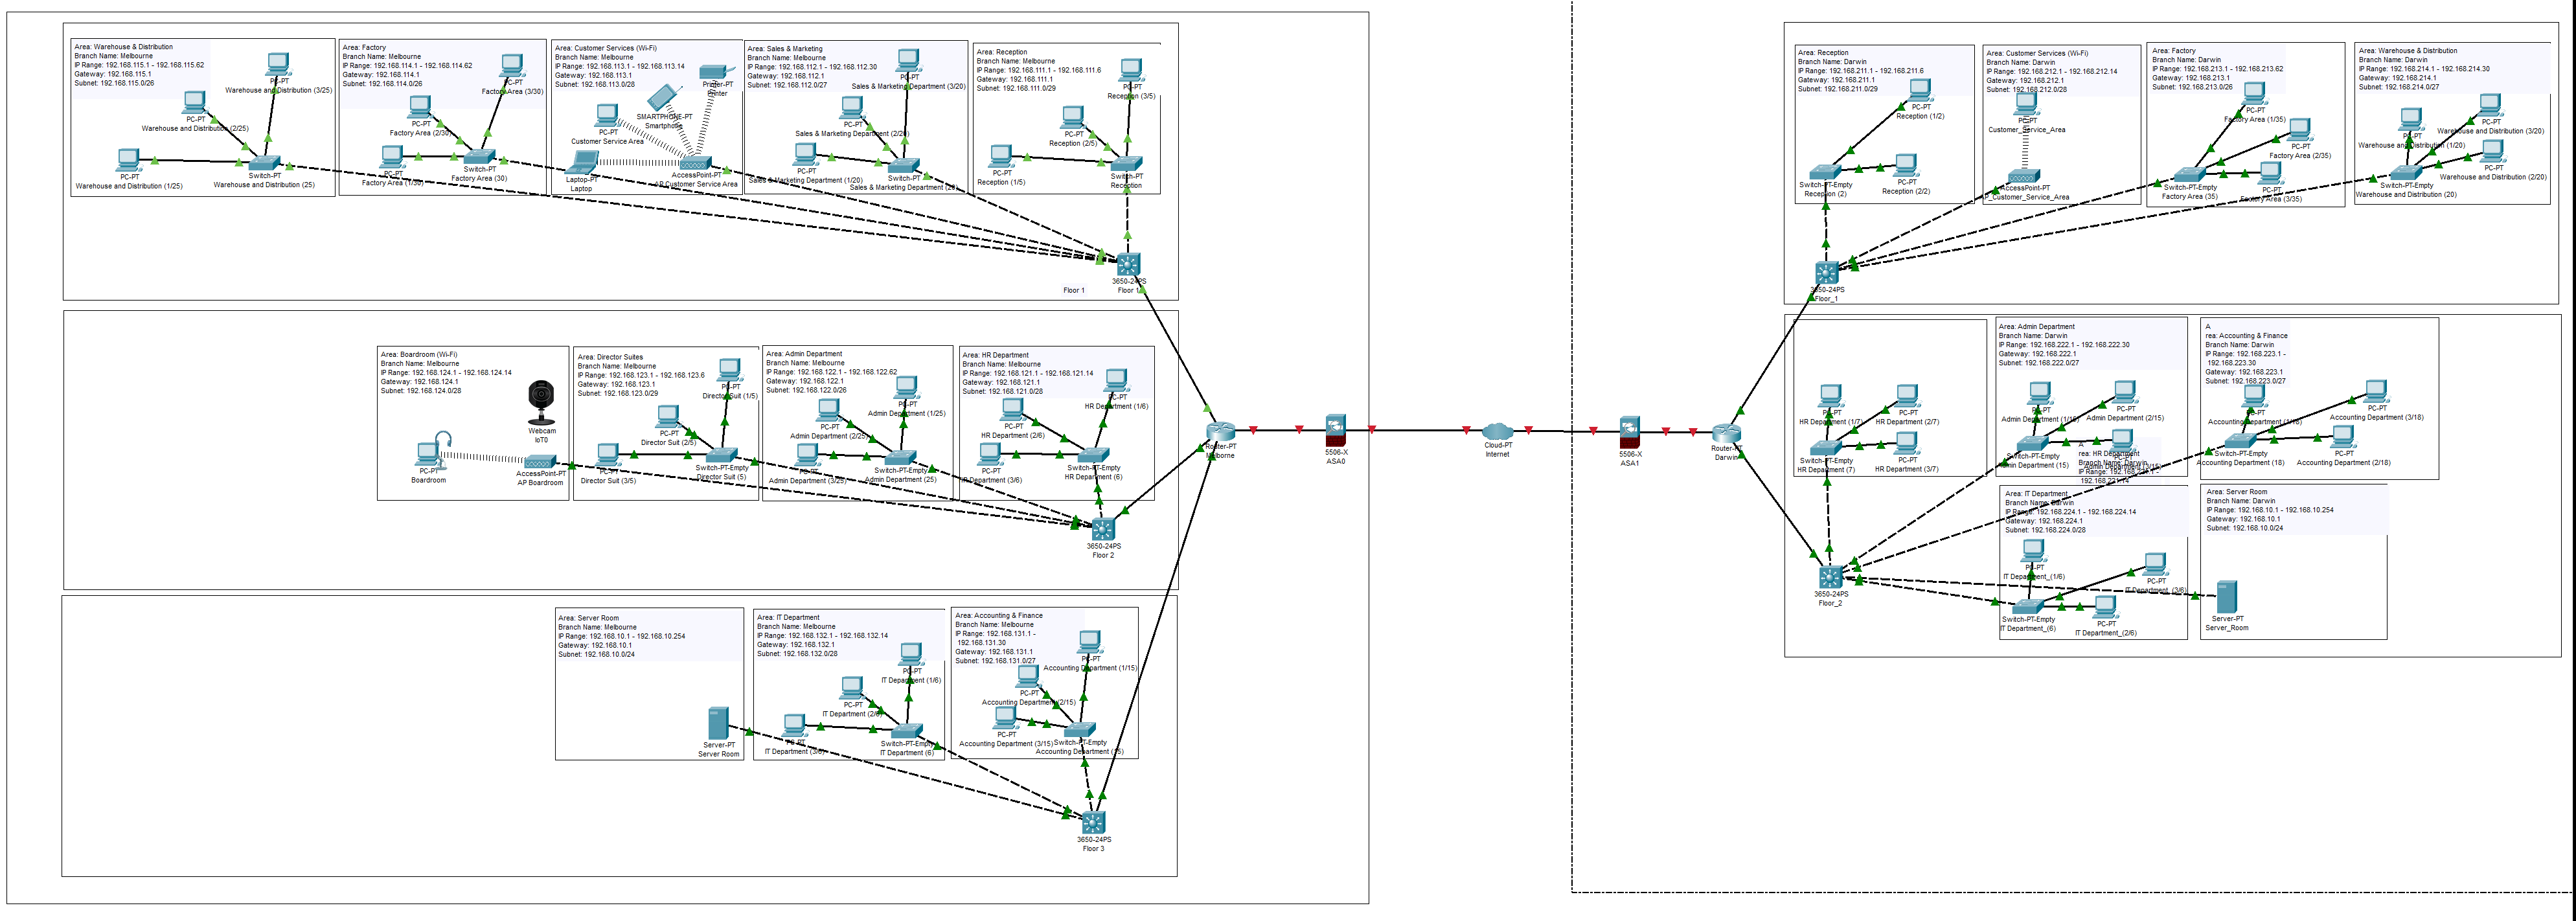 Area: Warehouse & Distribution
Branch Name: Melbourne
IP Range: 192.168.115.1 - 192.168.115.62
Gateway: 192.168.115.1
Subnet: 192.168.115.0/26
PC-PT
Warehouse and Distribution (3/25)
PC-PT
Warehouse and Distribution (2/25)
PC-PT
Warehouse and Distribution (1/25)
Switch-PT
Warehouse and Distribution (25)
Area: Factory
Branch Name: Melbourne
IP Range: 192.168.114.1 - 192.168.114.62
Gateway: 192.168.114.1
Subnet: 192.168.114.0/26
PC-PT
Factory Area (3/30)
PC-PT
Factory Area (2/30)
PC-PT
Factory Area (1/30)
Switch-PT
Factory Area (30)
Area: Customer Services (Wi-Fi)
Branch Name: Melbourne
IP Range: 192.168.113.1 - 192.168.113.14
Gateway: 192.168.113.1
Subnet: 192.168.113.0/28
Printer-PT
Printer
SMARTPHONE-PT
Smartphone
PC-PT
Customer Service Area
Laptop-PT
Laptop
AccessPoint-PT
AP Customer Service Area
Area: Sales & Marketing
Branch Name: Melbourne
IP Range: 192.168.112.1 - 192.168.112.30
Gateway: 192.168.112.1
Subnet: 192.168.112.0/27
PC-PT
Sales & Marketing Department (3/20)
PC-PT
Sales & Marketing Department (2/20)
PC-PT
Sales & Marketing Department (1/20)
Switch-PT
Sales & Marketing Department (20)
Area: Reception
Branch Name: Melbourne
IP Range: 192.168.111.1 - 192.168.111.6
Gateway: 192.168.111.1
Subnet: 192.168.111.0/29
PC-PT
Reception (3/5)
PC-PT
Reception (2/5)
PC-PT
Reception (1/5)
Switch-PT
Reception
3650-24PS
Floor 1
Floor 1
Area: Boardroom (Wi-Fi)
Branch Name: Melbourne
IP Range: 192.168.124.1 - 192.168.124.14
Gateway: 192.168.124.1
Subnet: 192.168.124.0/28
Webcam
IoT0
PC-PT
Boardroom
AccessPoint-PT
AP Boardroom
Area: Director Suites
Branch Name: Melbourne
IP Range: 192.168.123.1 - 192.168.123.6
Gateway: 192.168.123.1
Subnet: 192.168.123.0/29
PC-PT
Director Suit (1/5)
PC-PT
Director Suit (2/5)
PC-PT
Director Suit (3/5)
Switch-PT-Empty
Director Suit (5)
Area: Admin Department
Branch Name: Melbourne
IP Range: 192.168.122.1 - 192.168.122.62
Gateway: 192.168.122.1
Subnet: 192.168.122.0/26
PC-PT
Admin Department (1/25)
PC-PT
Admin Department (2/25)
PC-PT
Admin Department (3/25)
Switch-PT-Empty
Admin Department (25)
Area: HR Department
Branch Name: Melbourne
IP Range: 192.168.121.1 - 192.168.121.14
Gateway: 192.168.121.1
Subnet: 192.168.121.0/28
PC-PT
HR Department (1/6)
PC-PT
HR Department (2/6)
PC-PT
HR Department (3/6)
Switch-PT-Empty
HR Department (6)
3650-24PS
Floor 2
Area: Server Room
Branch Name: Melbourne
IP Range: 192.168.10.1 - 192.168.10.254
Gateway: 192.168.10.1
Subnet: 192.168.10.0/24
Server-PT
Server Room
Area: IT Department
Branch Name: Melbourne
IP Range: 192.168.132.1 - 192.168.132.14
Gateway: 192.168.132.1
Subnet: 192.168.132.0/28
PC-PT
IT Department (1/6)
PC-PT
IT Department (2/6)
PC-PT
IT Department (3/6)
Switch-PT-Empty
IT Department (6)
Area: Accounting & Finance
Branch Name: Melbourne
IP Range: 192.168.131.1 -
192.168.131.30
Gateway: 192.168.131.1
Subnet: 192.168.131.0/27
PC-PT
Accounting Department (1/15)
PC-PT
Accounting Department (2/15)
PC-PT
Accounting Department (3/15)
Switch-PT-Empty
Accounting Department (15)
3650-24PS
Floor 3
Router-PT
Melborne
5506-X
ASA0
Cloud-PT
Internet
5506-X
ASA1
Router-PT
Darwin
Area: Reception
Branch Name: Darwin
IP Range: 192.168.211.1 - 192.168.211.6
Gateway: 192.168.211.1
Subnet: 192.168.211.0/29
PC-PT
Reception (1/2)
PC-PT
Reception (2/2)
Switch-PT-Empty
Reception (2)
Area: Customer Services (Wi-Fi)
Branch Name: Darwin
IP Range: 192.168.212.1 - 192.168.212.14
Gateway: 192.168.212.1
Subnet: 192.168.212.0/28
PC-PT
Customer_Service_Area
AccessPoint-PT
AP_Customer_Service_Area
Area: Factory
Branch Name: Darwin
IP Range: 192.168.213.1 - 192.168.213.62
Gateway: 192.168.213.1
Subnet: 192.168.213.0/26
PC-PT
Factory Area (1/35)
PC-PT
Factory Area (2/35)
PC-PT
Factory Area (3/35)
Switch-PT-Empty
Factory Area (35)
Area: Warehouse & Distribution
Branch Name: Darwin
IP Range: 192.168.214.1 - 192.168.214.30
Gateway: 192.168.214.1
Subnet: 192.168.214.0/27
PC-PT
Warehouse and Distribution (3/20)
PC-PT
Warehouse and Distribution (1/20)
PC-PT
Warehouse and Distribution (2/20)
Switch-PT-Empty
Warehouse and Distribution (20)
3650-24PS
Floor_1
PC-PT
HR Department (1/7)
PC-PT
HR Department (2/7)
PC-PT
HR Department (3/7)
Switch-PT-Empty
HR Department (7)
Area: Admin Department
Branch Name: Darwin
IP Range: 192.168.222.1 - 192.168.222.30
Gateway: 192.168.222.1
Subnet: 192.168.222.0/27
PC-PT
Admin Department (1/15)
PC-PT
Admin Department (2/15)
PC-PT
Admin Department (3/15)
Switch-PT-Empty
Admin Department (15)
A
rea: HR Department
Branch Name: Darwin
A
rea: Accounting & Finance
Branch Name: Darwin
IP Range: 192.168.223.1 -
192.168.223.30
Gateway: 192.168.223.1
Subnet: 192.168.223.0/27
PC-PT
Accounting Department (1/18)
PC-PT
Accounting Department (3/18)
PC-PT
Accounting Department (2/18)
Switch-PT-Empty
Accounting Department (18)
Area: IT Department
Branch Name: Darwin
IP Range: 192.168.224.1 - 192.168.224.14
Gateway: 192.168.224.1
Subnet: 192.168.224.0/28
PC-PT
IT Department_(1/6)
PC-PT
IT Department_(3/6)
PC-PT
IT Department_(2/6)
Switch-PT-Empty
IT Department_(6)
Area: Server Room
Branch Name: Darwin
IP Range: 192.168.10.1 - 192.168.10.254
Gateway: 192.168.10.1
Subnet: 192.168.10.0/24
Server-PT
Server_Room
3650-24PS
Floor_2